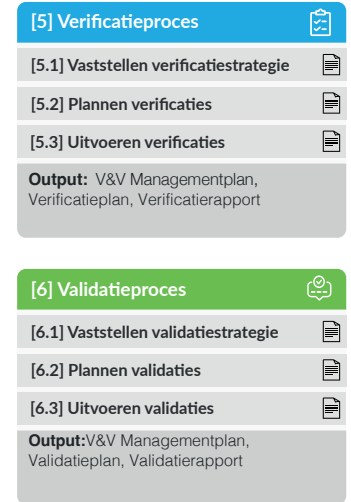 [5] Verificatieproces
[5.1] Vaststellen verificatiestrategie
[5.2] Plannen verificaties
[5.3] Uitvoeren verificaties
Output: V&V Managementplan,
Verificatieplan, Verificatierapport
[6] Validatieproces
[6.1] Vaststellen validatiestrategie
[6.2] Plannen validaties
[6.3] Uitvoeren validaties
Output:V&V Managementplan,
Validatieplan, Validatierapport